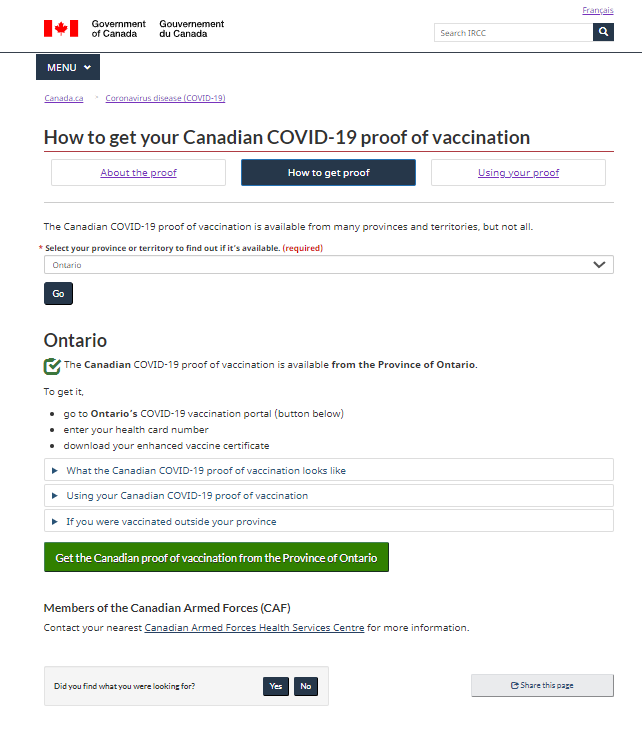 Français
Government of Canada
Gouvernement du Canada
Search IRCC
MENU
Canada.ca
Coronavirus disease (COVID-19)
How to get your Canadian COVID-19 proof of vaccination
About the proof
How to get proof
Using your proof
The Canadian COVID-19 proof of vaccination is available from many provinces and territories, but not all.
* Select your province or territory to find out if it's available. (required)
Ontario
Go
Ontario
The Canadian COVID-19 proof of vaccination is available from the Province of Ontario.
To get it,
• go to Ontario's COVID-19 vaccination portal (button below)
• enter your health card number
• download your enhanced vaccine certificate
What the Canadian COVID-19 proof of vaccination looks like
Using your Canadian COVID-19 proof of vaccination
If you were vaccinated outside your province
Get the Canadian proof of vaccination from the Province of Ontario
Members of the Canadian Armed Forces (CAF)
Contact your nearest Canadian Armed Forces Health Services Centre for more information.
Did you find what you were looking for?
Yes
No
Share this page